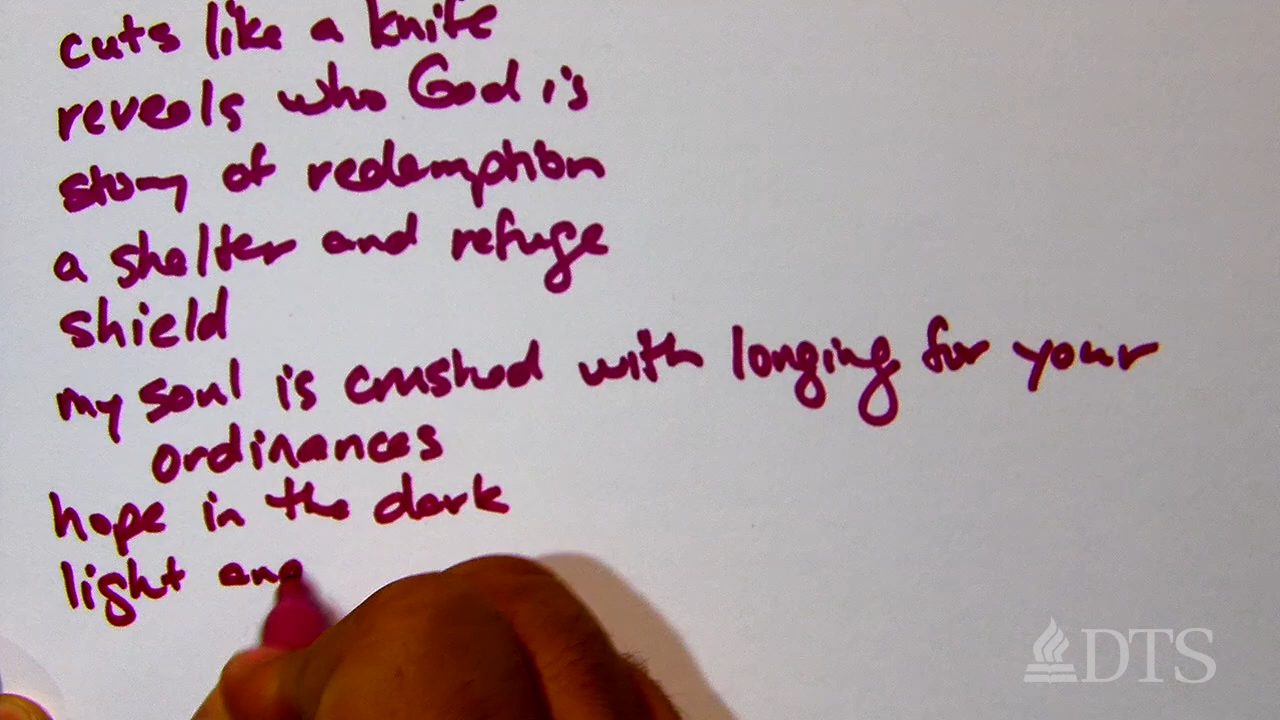 cuts like a knife
reveals who God is
story of redemption
a shelter and refuge
shield
my soul is crushed with longing for your
ordinances
hope in the dark
light and
DTS